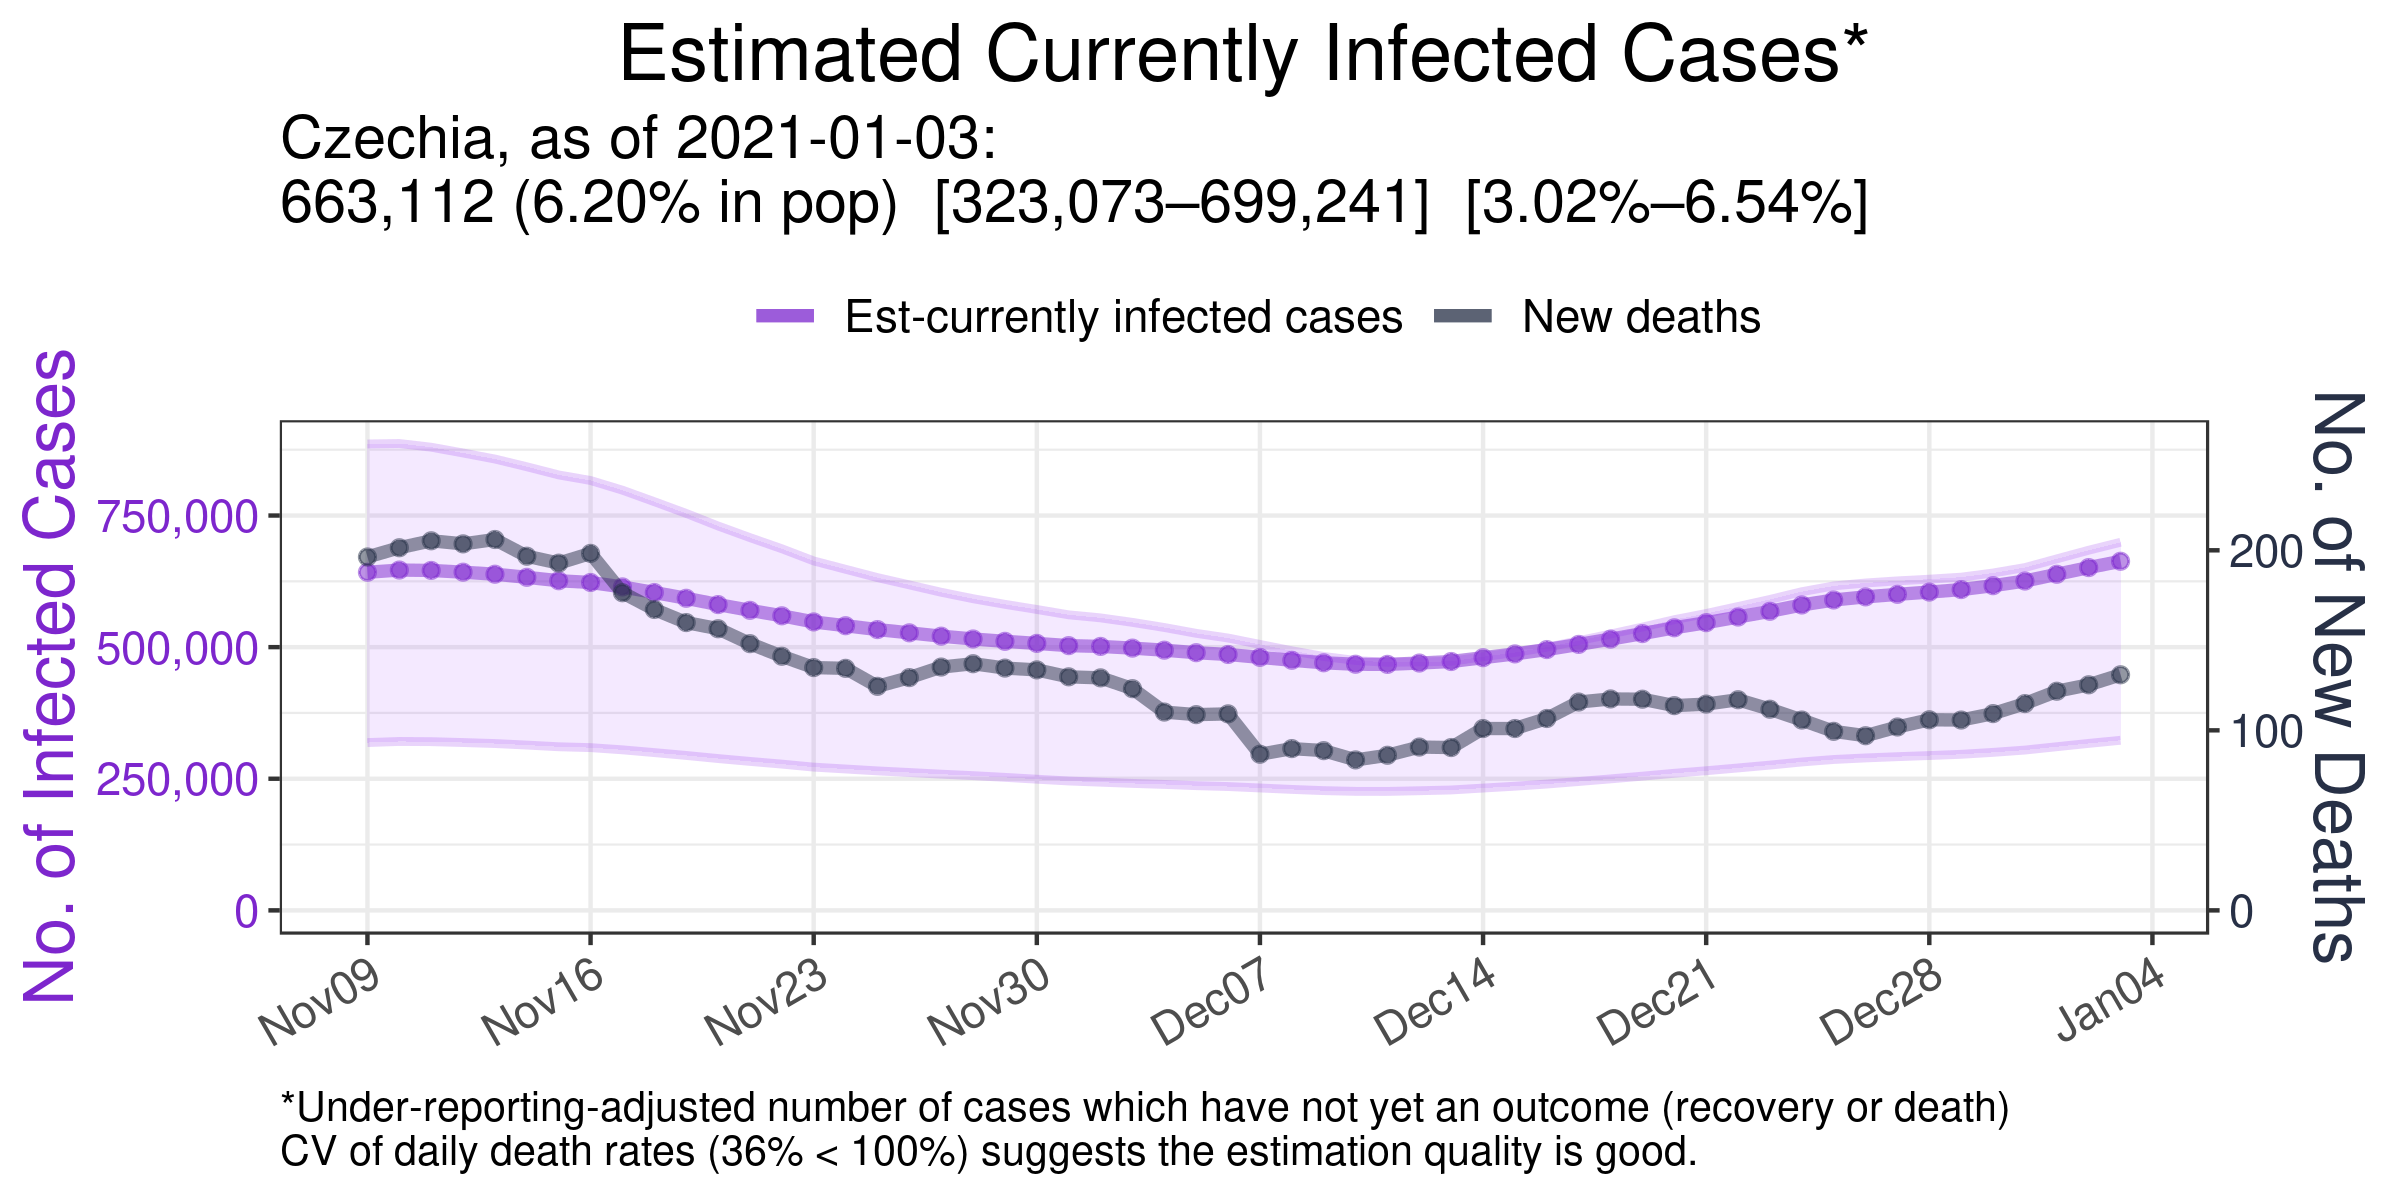 Estimated Currently Infected Cases*
Czechia, as of 2021-01-03:
663,112 (6.20% in pop)  [323,073–699,241]  [3.02%–6.54%]
Est-currently infected cases
New deaths
No. of Infected Cases
750,000
500,000
250,000
0
No. of New Deaths
200
100
0
Nov09
Nov16
Nov23
Nov30
Dec07
Dec14
Dec21
Dec28
Jan04
*Under-reporting-adjusted number of cases which have not yet an outcome (recovery or death)
CV of daily death rates (36% < 100%) suggests the estimation quality is good.